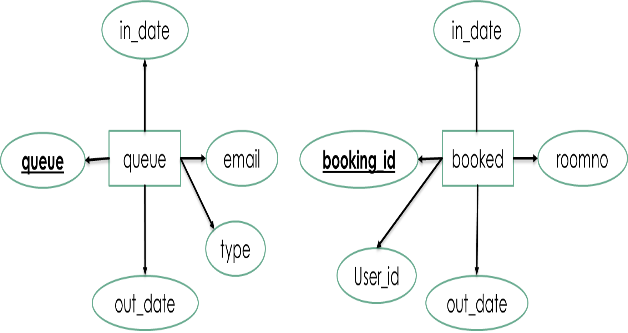 in_date
in_date
queue
queue
email
booking_id
booked
roomno
type
User_id
out_date
out_date